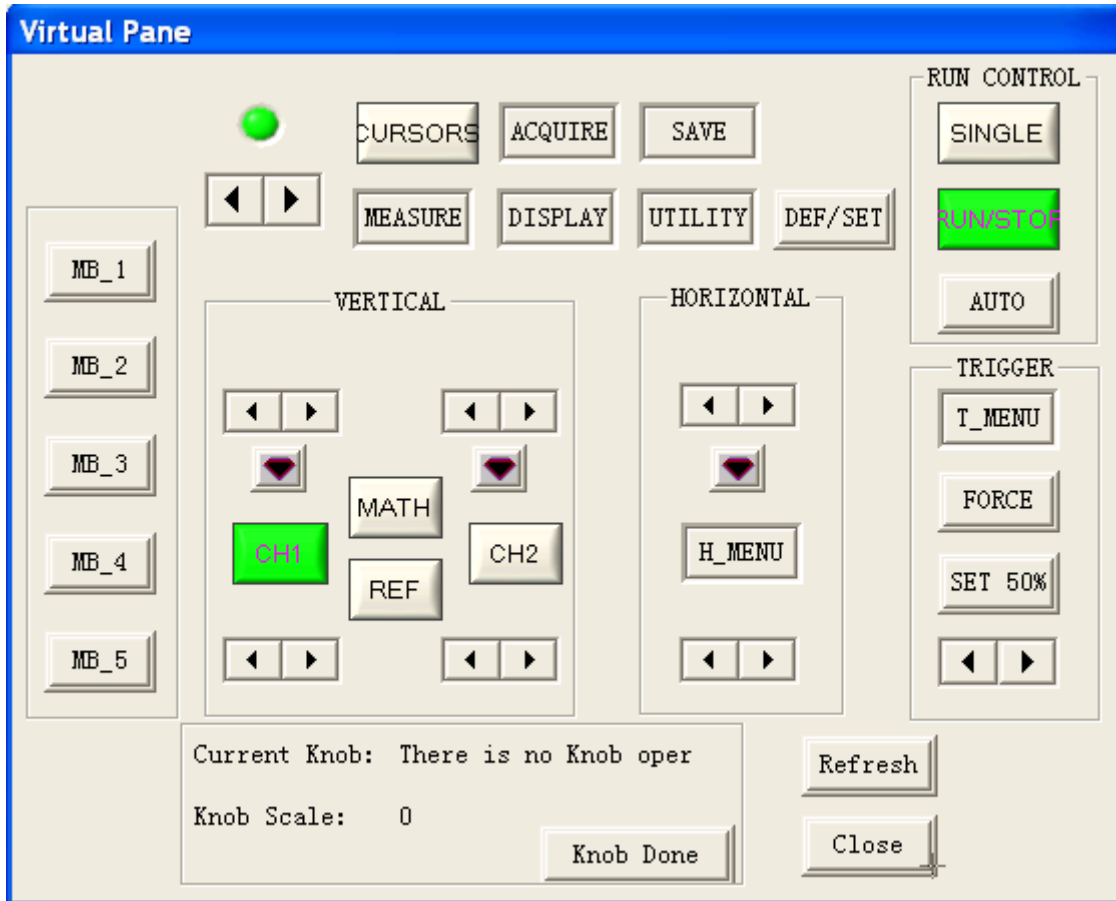 Virtual Pane
RUN CONTROL
CURSORS ACQUIRE SAVE SINGLE
MEASURE DISPLAY UTILITY DEF/SET RUN/STOP
AUTO
MB_1
MB_2
MB_3
MB_4
MB_5
VERTICAL
MATH
CH1 CH2
REF
HORIZONTAL
H_MENU
TRIGGER
T_MENU
FORCE
SET 50%
Current Knob: There is no Knob oper
Knob Scale: 0
Knob Done
Refresh
Close